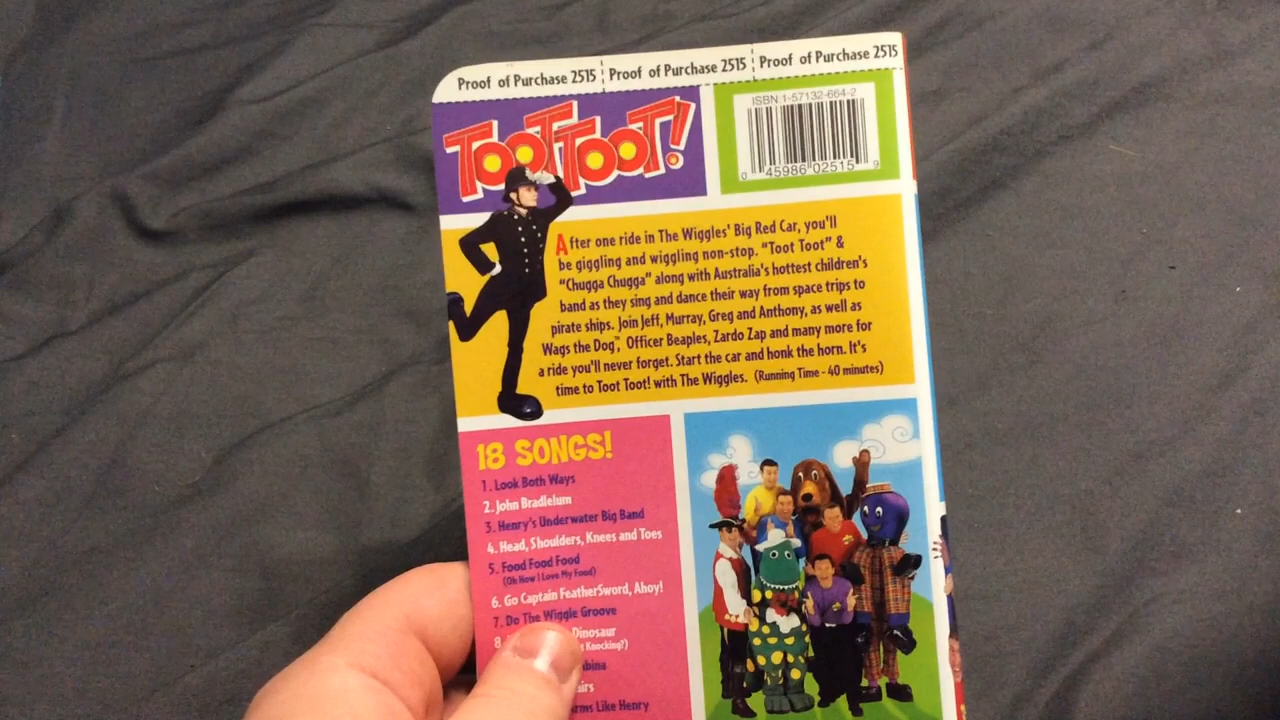 Proof of Purchase 2515 Proof of Purchase 2515 Proof of Purchase 2515
TOOT TOOT!
ISBN:1-57132-664-2
0 45986 02515 9
After one ride in The Wiggles' Big Red Car, you'll
be giggling and wiggling non-stop. "Toot Toot" &
"Chugga Chugga" along with Australia's hottest children's
band as they sing and dance their way from space trips to
pirate ships. Join Jeff, Murray, Greg and Anthony, as well as
Wags the Dog™, Officer Beaples, Zardo Zap and many more for
a ride you'll never forget. Start the car and honk the horn. It's
time to Toot Toot! with The Wiggles. (Running Time - 40 minutes)
18 SONGS!
1. Look Both Ways
2. John Bradlelum
3. Henry's Underwater Big Band
4. Head, Shoulders, Knees and Toes
5. Food Food Food
(Oh How I Love My Food)
6. Go Captain FeatherSword, Ahoy!
7. Do The Wiggle Groove
8. Dinosaur
Knocking?)
Like Henry